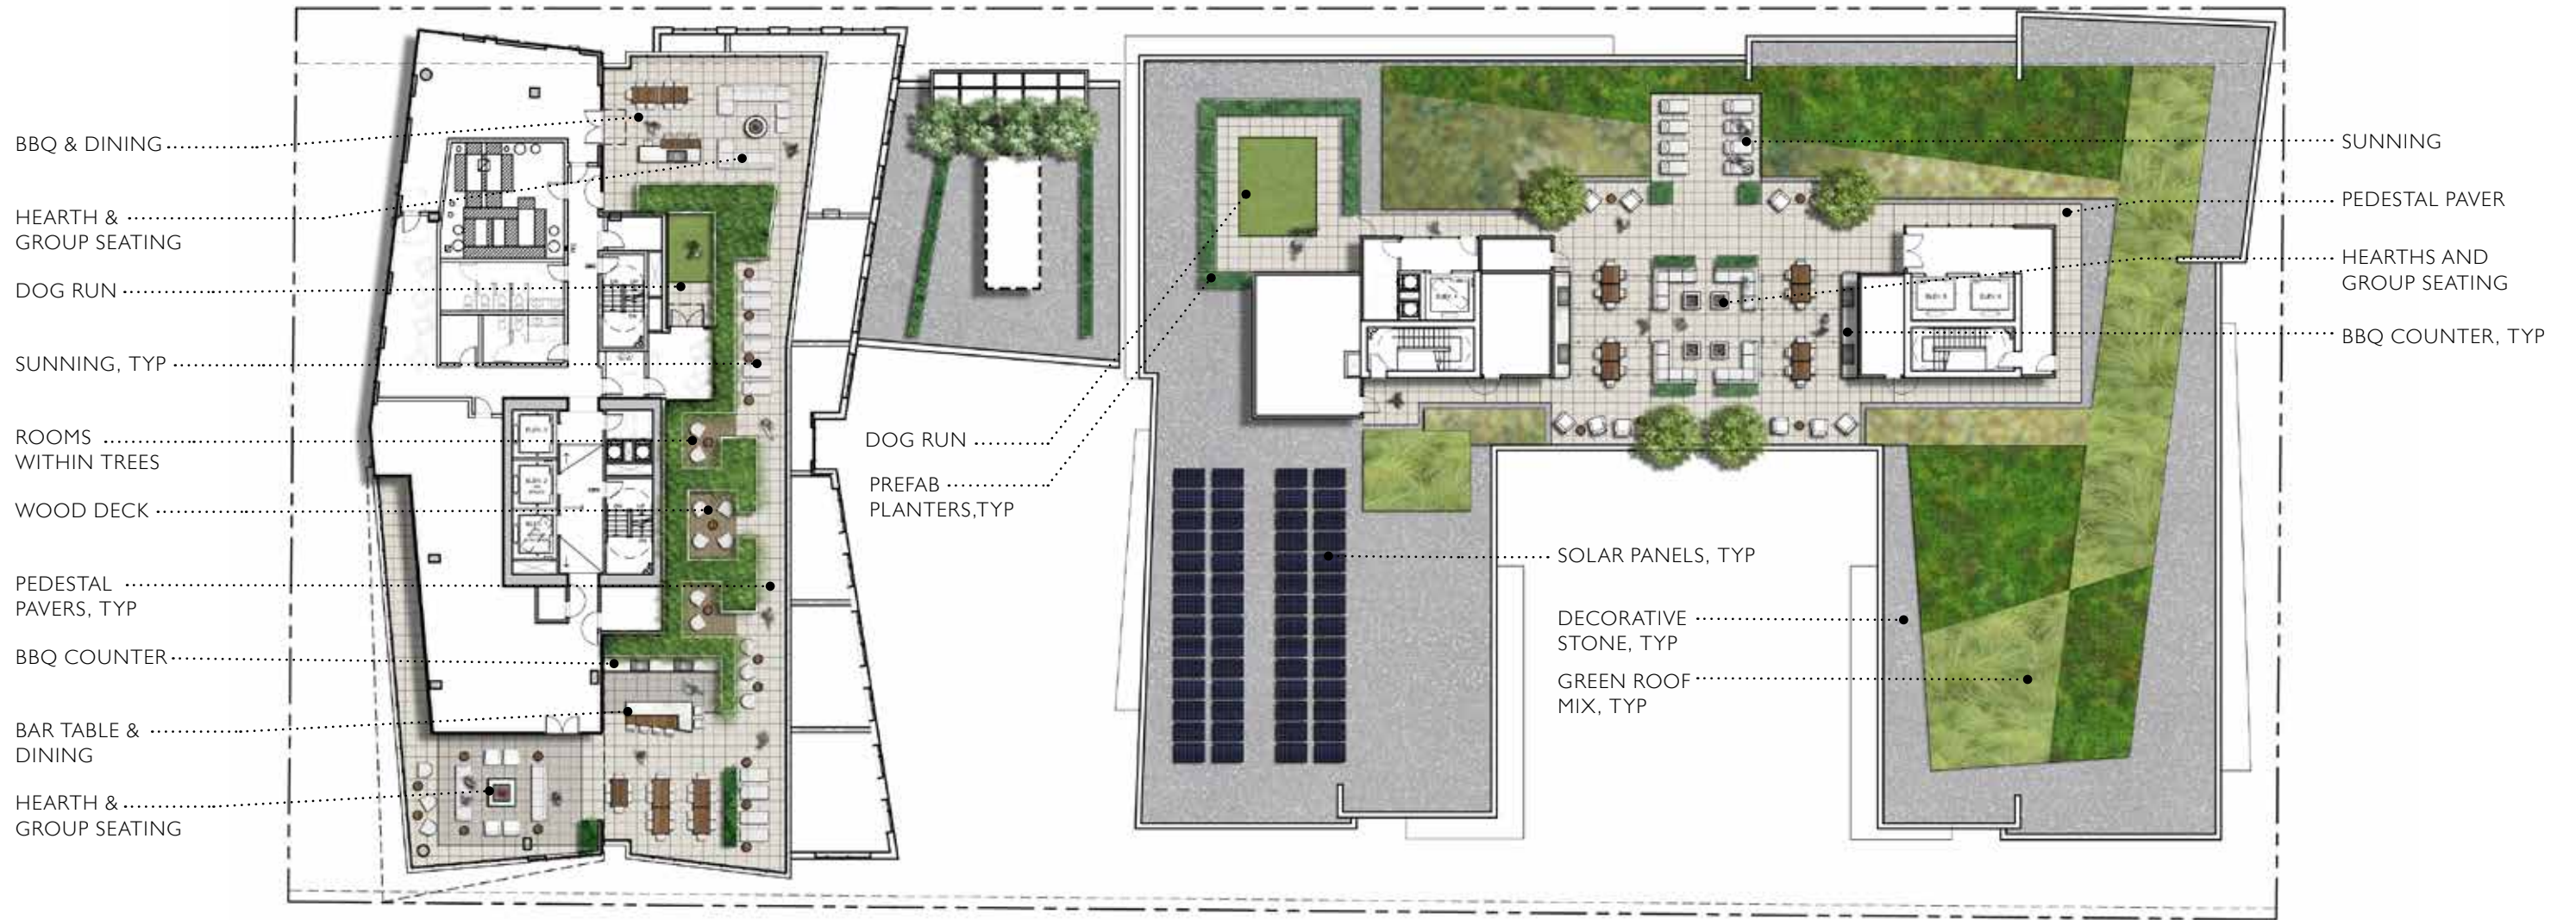 BBQ & DINING
HEARTH &
GROUP SEATING
DOG RUN
SUNNING, TYP
ROOMS
WITHIN TREES
WOOD DECK
PEDESTAL
PAVERS, TYP
BBQ COUNTER
BAR TABLE &
DINING
HEARTH &
GROUP SEATING
DOG RUN
PREFAB
PLANTERS,TYP
SOLAR PANELS, TYP
DECORATIVE
STONE, TYP
GREEN ROOF
MIX, TYP
SUNNING
PEDESTAL PAVER
HEARTHS AND
GROUP SEATING
BBQ COUNTER, TYP